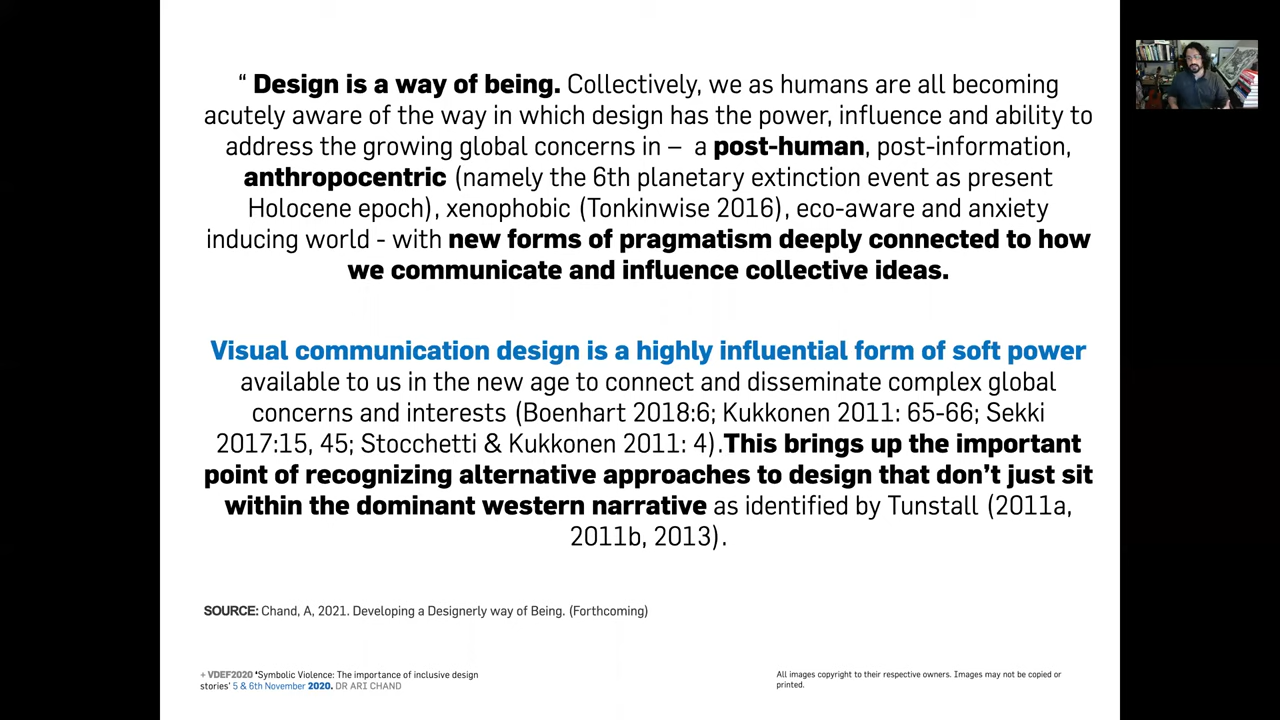 “ Design is a way of being. Collectively, we as humans are all becoming
acutely aware of the way in which design has the power, influence and ability to
address the growing global concerns in – a post-human, post-information,
anthropocentric (namely the 6th planetary extinction event as present
Holocene epoch), xenophobic (Tonkinwise 2016), eco-aware and anxiety
inducing world - with new forms of pragmatism deeply connected to how
we communicate and influence collective ideas.
Visual communication design is a highly influential form of soft power
available to us in the new age to connect and disseminate complex global
concerns and interests (Boenhart 2018:6; Kukkonen 2011: 65-66; Sekki
2017:15, 45; Stocchetti & Kukkonen 2011: 4).This brings up the important
point of recognizing alternative approaches to design that don’t just sit
within the dominant western narrative as identified by Tunstall (2011a,
2011b, 2013).
SOURCE: Chand, A, 2021. Developing a Designerly way of Being. (Forthcoming)
+ VDEF2020 ‘Symbolic Violence: The importance of inclusive design
stories’ 5 & 6th November 2020. DR ARI CHAND
All images copyright to their respective owners. Images may not be copied or
printed.